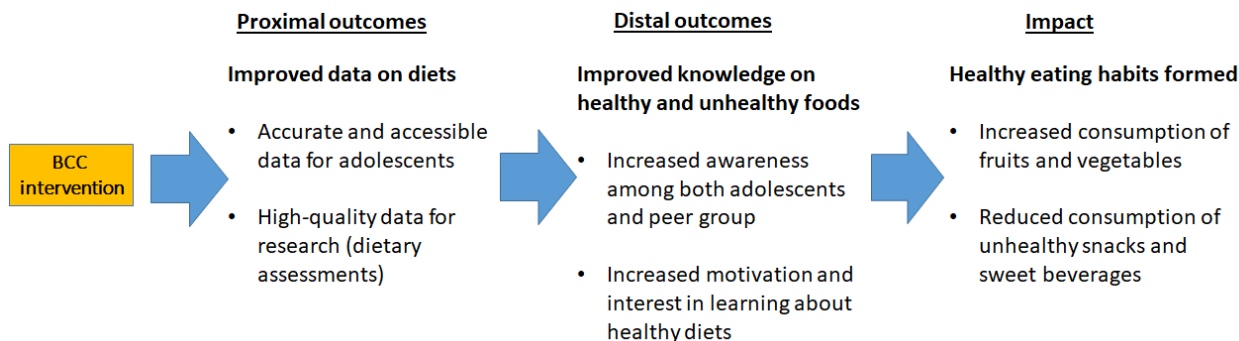 Proximal outcomes
Distal outcomes
Impact
BCC
intervention
Improved data on diets
• Accurate and accessible
data for adolescents
• High-quality data for
research (dietary
assessments)
Improved knowledge on
healthy and unhealthy foods
• Increased awareness
among both adolescents
and peer group
• Increased motivation and
interest in learning about
healthy diets
Healthy eating habits formed
• Increased consumption of
fruits and vegetables
• Reduced consumption of
unhealthy snacks and
sweet beverages